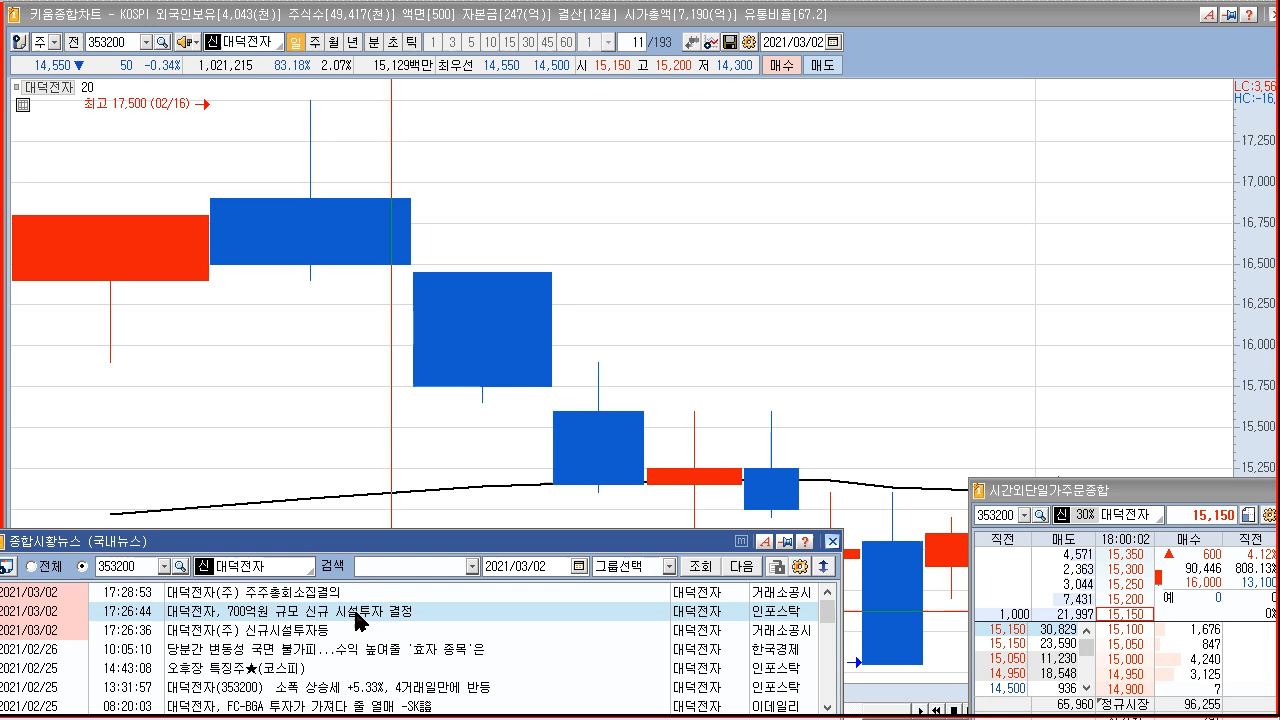 키움종합차트 - KOSPI 외국인보유[4,043(천)] 주식수[49,417(천)] 액면[500] 자본금[247(억)] 결산[12월] 시가총액[7,190(억)] 유통비율[67.2]
주 전 353200 신 대덕전자 일 주 월 년 분 초 틱 1 3 5 10 15 30 45 60 1 11 /193 2021/03/02
14,550 ▼ 50 -0.34% 1,021,215 83.18% 2.07% 15,129백만 최우선 14,550 14,500 시 15,150 고 15,200 저 14,300 매수 매도
대덕전자 20
최고 17,500 (02/16) →
LC:3,56
HC:-16,
17,250
17,000
16,750
16,500
16,250
16,000
15,750
15,500
15,250
종합시황뉴스 (국내뉴스)
전체 353200 신 대덕전자 검색 2021/03/02 그룹선택 조회 다음
2021/03/02 17:28:53 대덕전자(주) 주주총회소집결의 대덕전자 거래소공시
2021/03/02 17:26:44 대덕전자, 700억원 규모 신규 시설투자 결정 대덕전자 인포스탁
2021/03/02 17:26:36 대덕전자(주) 신규시설투자등 대덕전자 거래소공시
2021/02/26 10:05:10 당분간 변동성 국면 불가피...수익 높여줄 '효자 종목'은 대덕전자 한국경제
2021/02/25 14:43:08 오후장 특징주★(코스피) 대덕전자 인포스탁
2021/02/25 13:31:57 대덕전자(353200) 소폭 상승세 +5.33%, 4거래일만에 반등 대덕전자 인포스탁
2021/02/25 08:20:03 대덕전자, FC-BGA 투자가 가져다 줄 열매 -SK證 대덕전자 이데일리
시간외단일가주문종합
353200 신 30% 대덕전자 15,150
직전 매도 18:00:02 매수 직전
4,571 15,350 ▲ 600 4.12%
2,363 15,300 90,446 808.13%
3,044 15,250 16,000 13,100
7,431 15,200 예 0 0
1,000 21,997 15,150 0%
15,150 30,829 15,100 1,676
15,150 23,590 15,050 847
15,050 11,230 15,000 4,240
14,950 18,548 14,950 3,125
14,500 936 14,900 7
65,960 정규시장 96,255